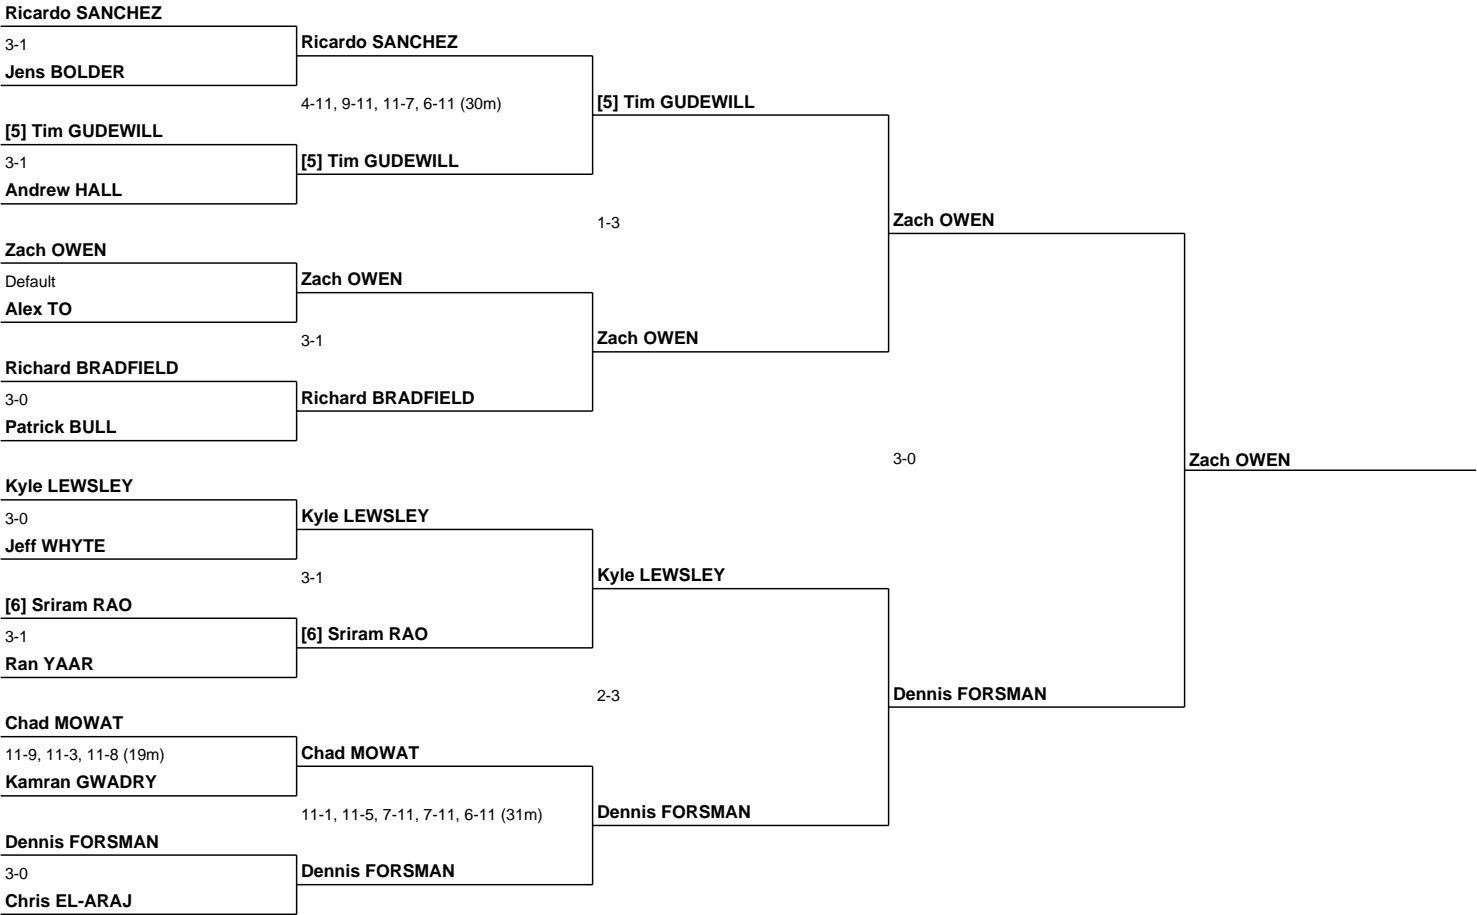 Ricardo SANCHEZ
3-1
Jens BOLDER
[5] Tim GUDEWILL
3-1
Andrew HALL
Zach OWEN
Default
Alex TO
Richard BRADFIELD
3-0
Patrick BULL
Kyle LEWSLEY
3-0
Jeff WHYTE
[6] Sriram RAO
3-1
Ran YAAR
Chad MOWAT
11-9, 11-3, 11-8 (19m)
Kamran GWADRY
Dennis FORSMAN
3-0
Chris EL-ARAJ
Ricardo SANCHEZ
4-11, 9-11, 11-7, 6-11 (30m)
[5] Tim GUDEWILL
Zach OWEN
3-1
Richard BRADFIELD
Kyle LEWSLEY
3-1
[6] Sriram RAO
Chad MOWAT
11-1, 11-5, 7-11, 7-11, 6-11 (31m)
Dennis FORSMAN
[5] Tim GUDEWILL
1-3
Zach OWEN
Kyle LEWSLEY
2-3
Dennis FORSMAN
Zach OWEN
3-0
Dennis FORSMAN
Zach OWEN